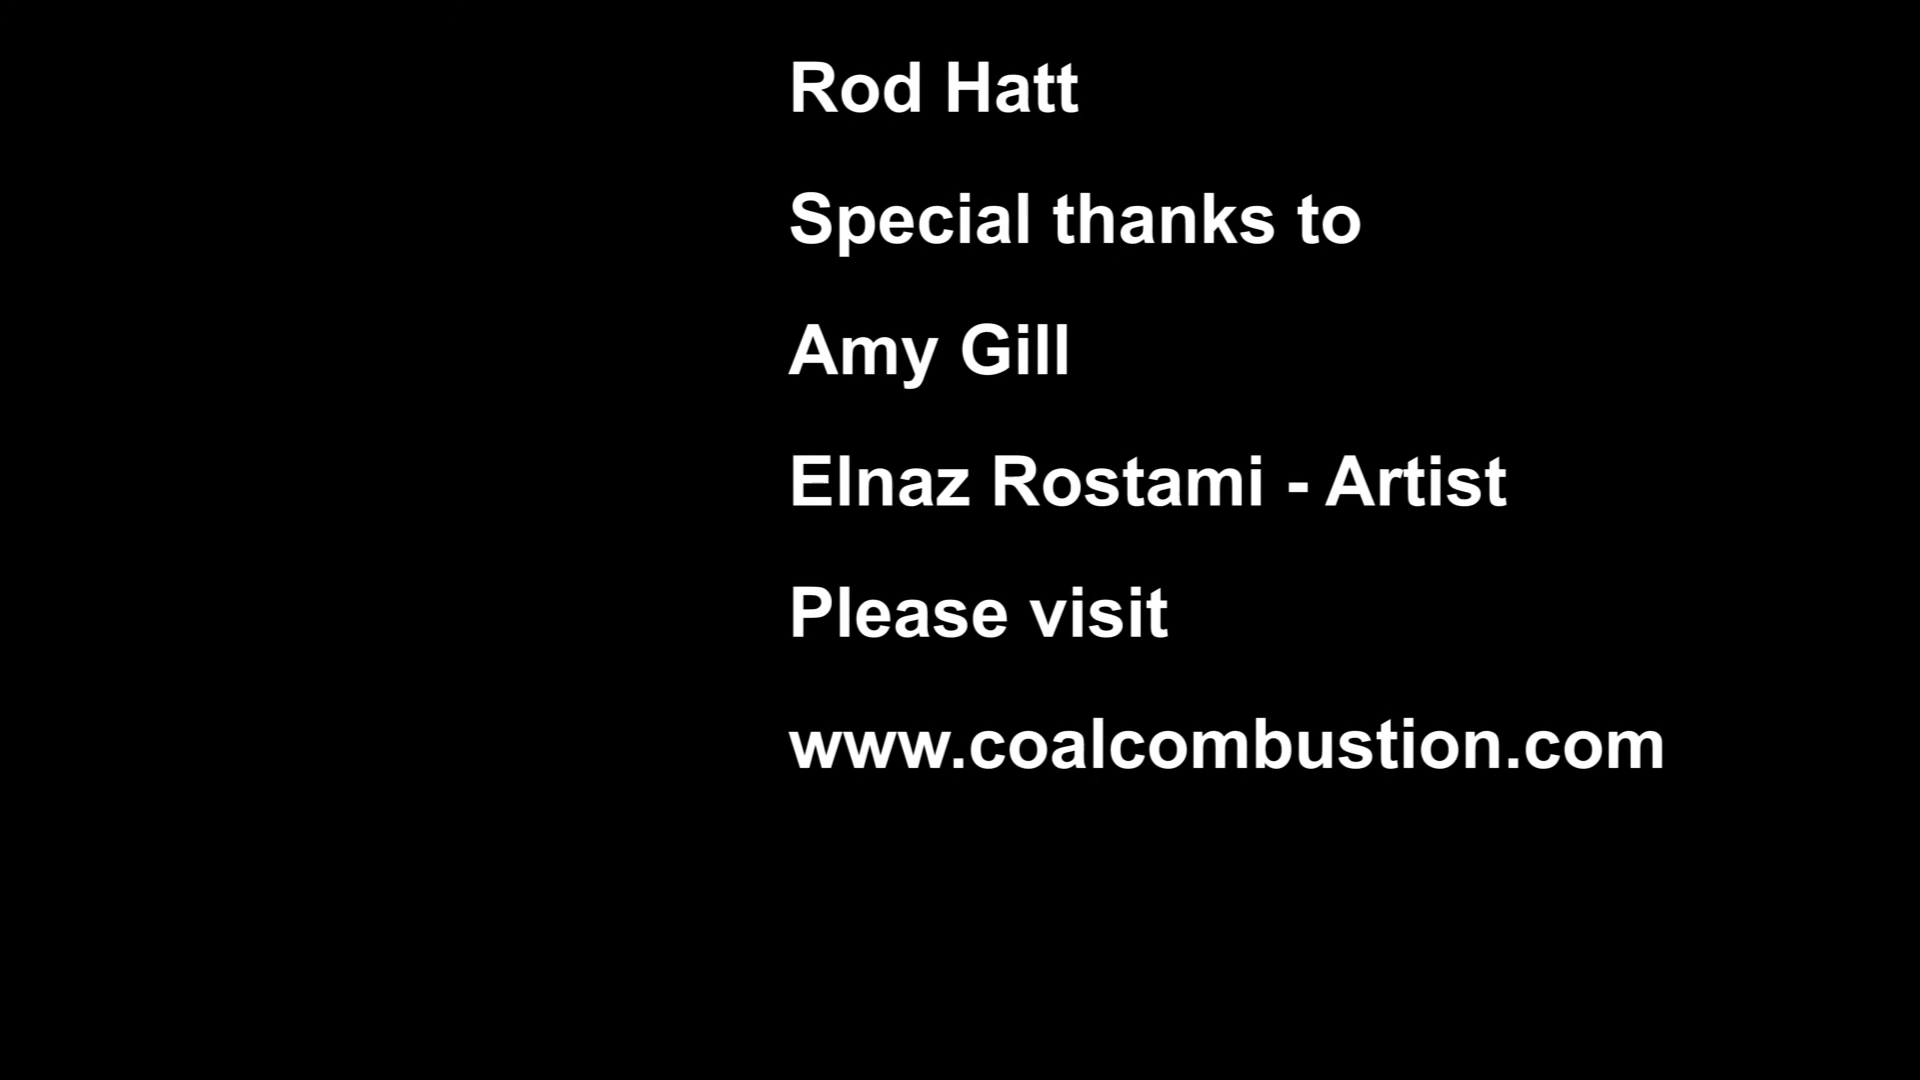 Rod Hatt
Special thanks to
Amy Gill
Elnaz Rostami - Artist
Please visit
www.coalcombustion.com